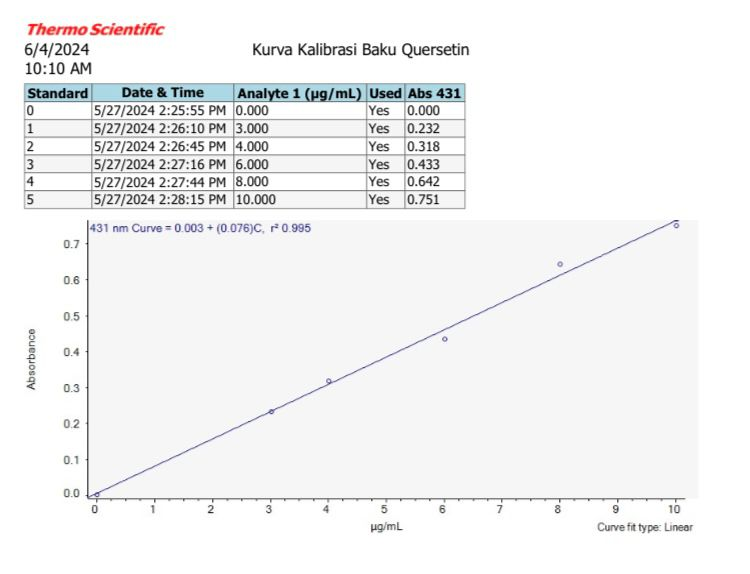 Thermo Scientific
6/4/2024
Kurva Kalibrasi Baku Quersetin
10:10 AM
Standard Date & Time Analyte 1 (µg/mL) Used Abs 431
0 5/27/2024 2:25:55 PM 0.000 Yes 0.000
1 5/27/2024 2:26:10 PM 3.000 Yes 0.232
2 5/27/2024 2:26:45 PM 4.000 Yes 0.318
3 5/27/2024 2:27:16 PM 6.000 Yes 0.433
4 5/27/2024 2:27:44 PM 8.000 Yes 0.642
5 5/27/2024 2:28:15 PM 10.000 Yes 0.751
431 nm Curve = 0.003 + (0.076)C, r² 0.995
0.7
0.6
0.5
0.4
0.3
0.2
0.1
0.0
Absorbance
0 1 2 3 4 5 6 7 8 9 10
µg/mL
Curve fit type: Linear